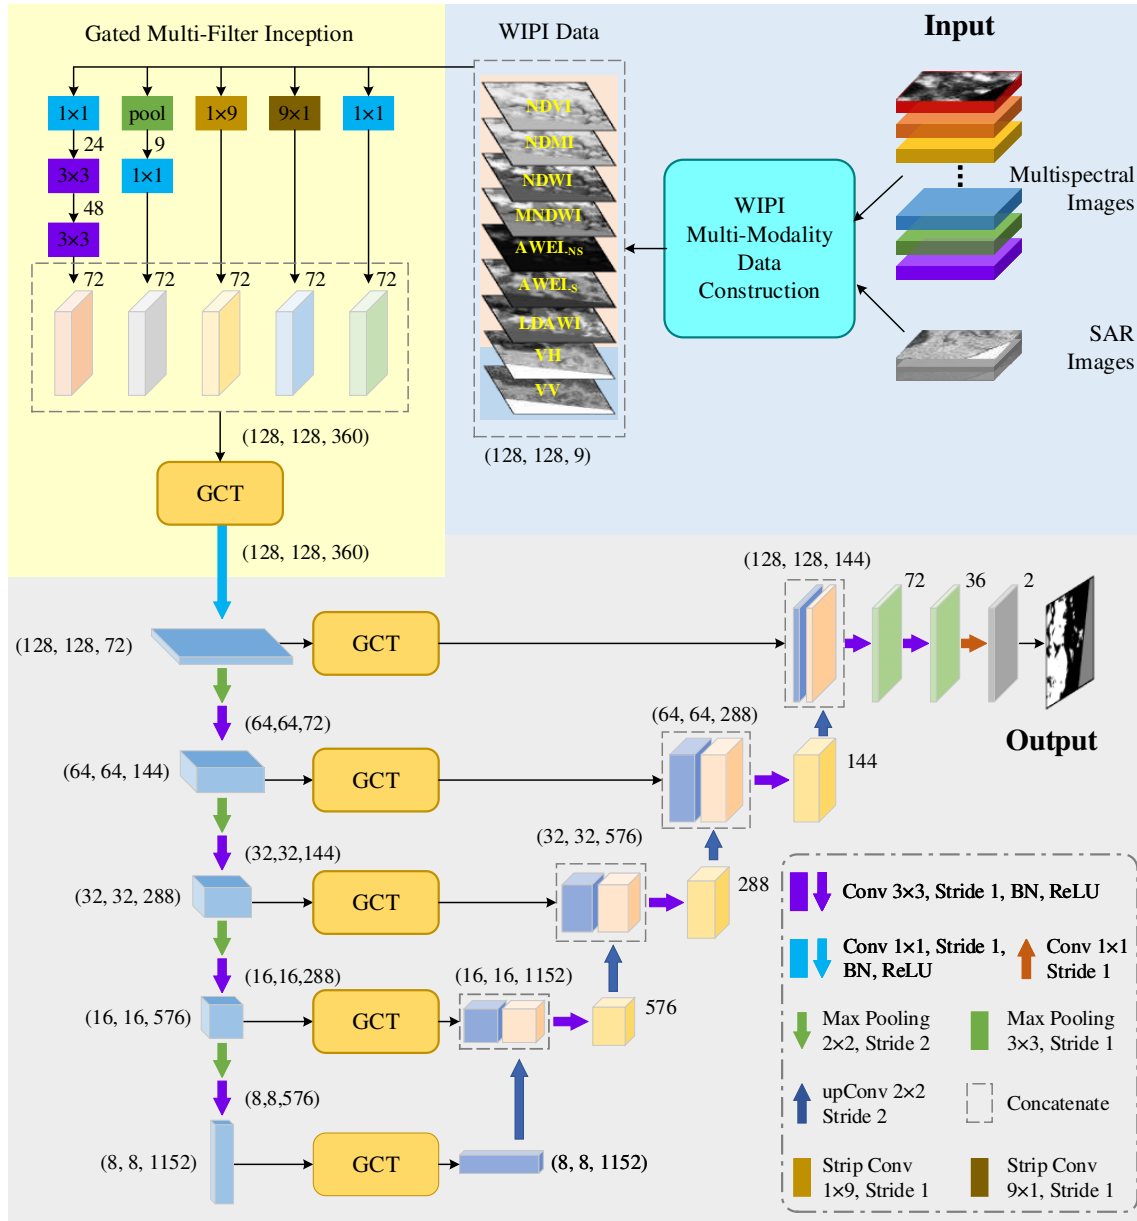 Gated Multi-Filter Inception
WIPI Data
Input
1×1
pool
1×9
9×1
1×1
24
9
3×3
1×1
48
3×3
72
72
72
72
72
(128, 128, 360)
GCT
(128, 128, 360)
NDVI
NDMI
NDWI
MNDWI
AWEI_NS
AWEI_S
LDAWI
VH
VV
(128, 128, 9)
WIPI
Multi-Modality
Data
Construction
Multispectral
Images
SAR
Images
(128, 128, 72)
GCT
(128, 128, 144)
72
36
2
Output
(64,64,72)
(64, 64, 144)
GCT
(64, 64, 288)
144
(32,32,144)
(32, 32, 288)
GCT
(32, 32, 576)
288
(16,16,288)
(16, 16, 576)
GCT
(16, 16, 1152)
576
(8,8,576)
(8, 8, 1152)
GCT
(8, 8, 1152)
Conv 3×3, Stride 1, BN, ReLU
Conv 1×1, Stride 1,
BN, ReLU
Conv 1×1
Stride 1
Max Pooling
2×2, Stride 2
Max Pooling
3×3, Stride 1
upConv 2×2
Stride 2
Concatenate
Strip Conv
1×9, Stride 1
Strip Conv
9×1, Stride 1